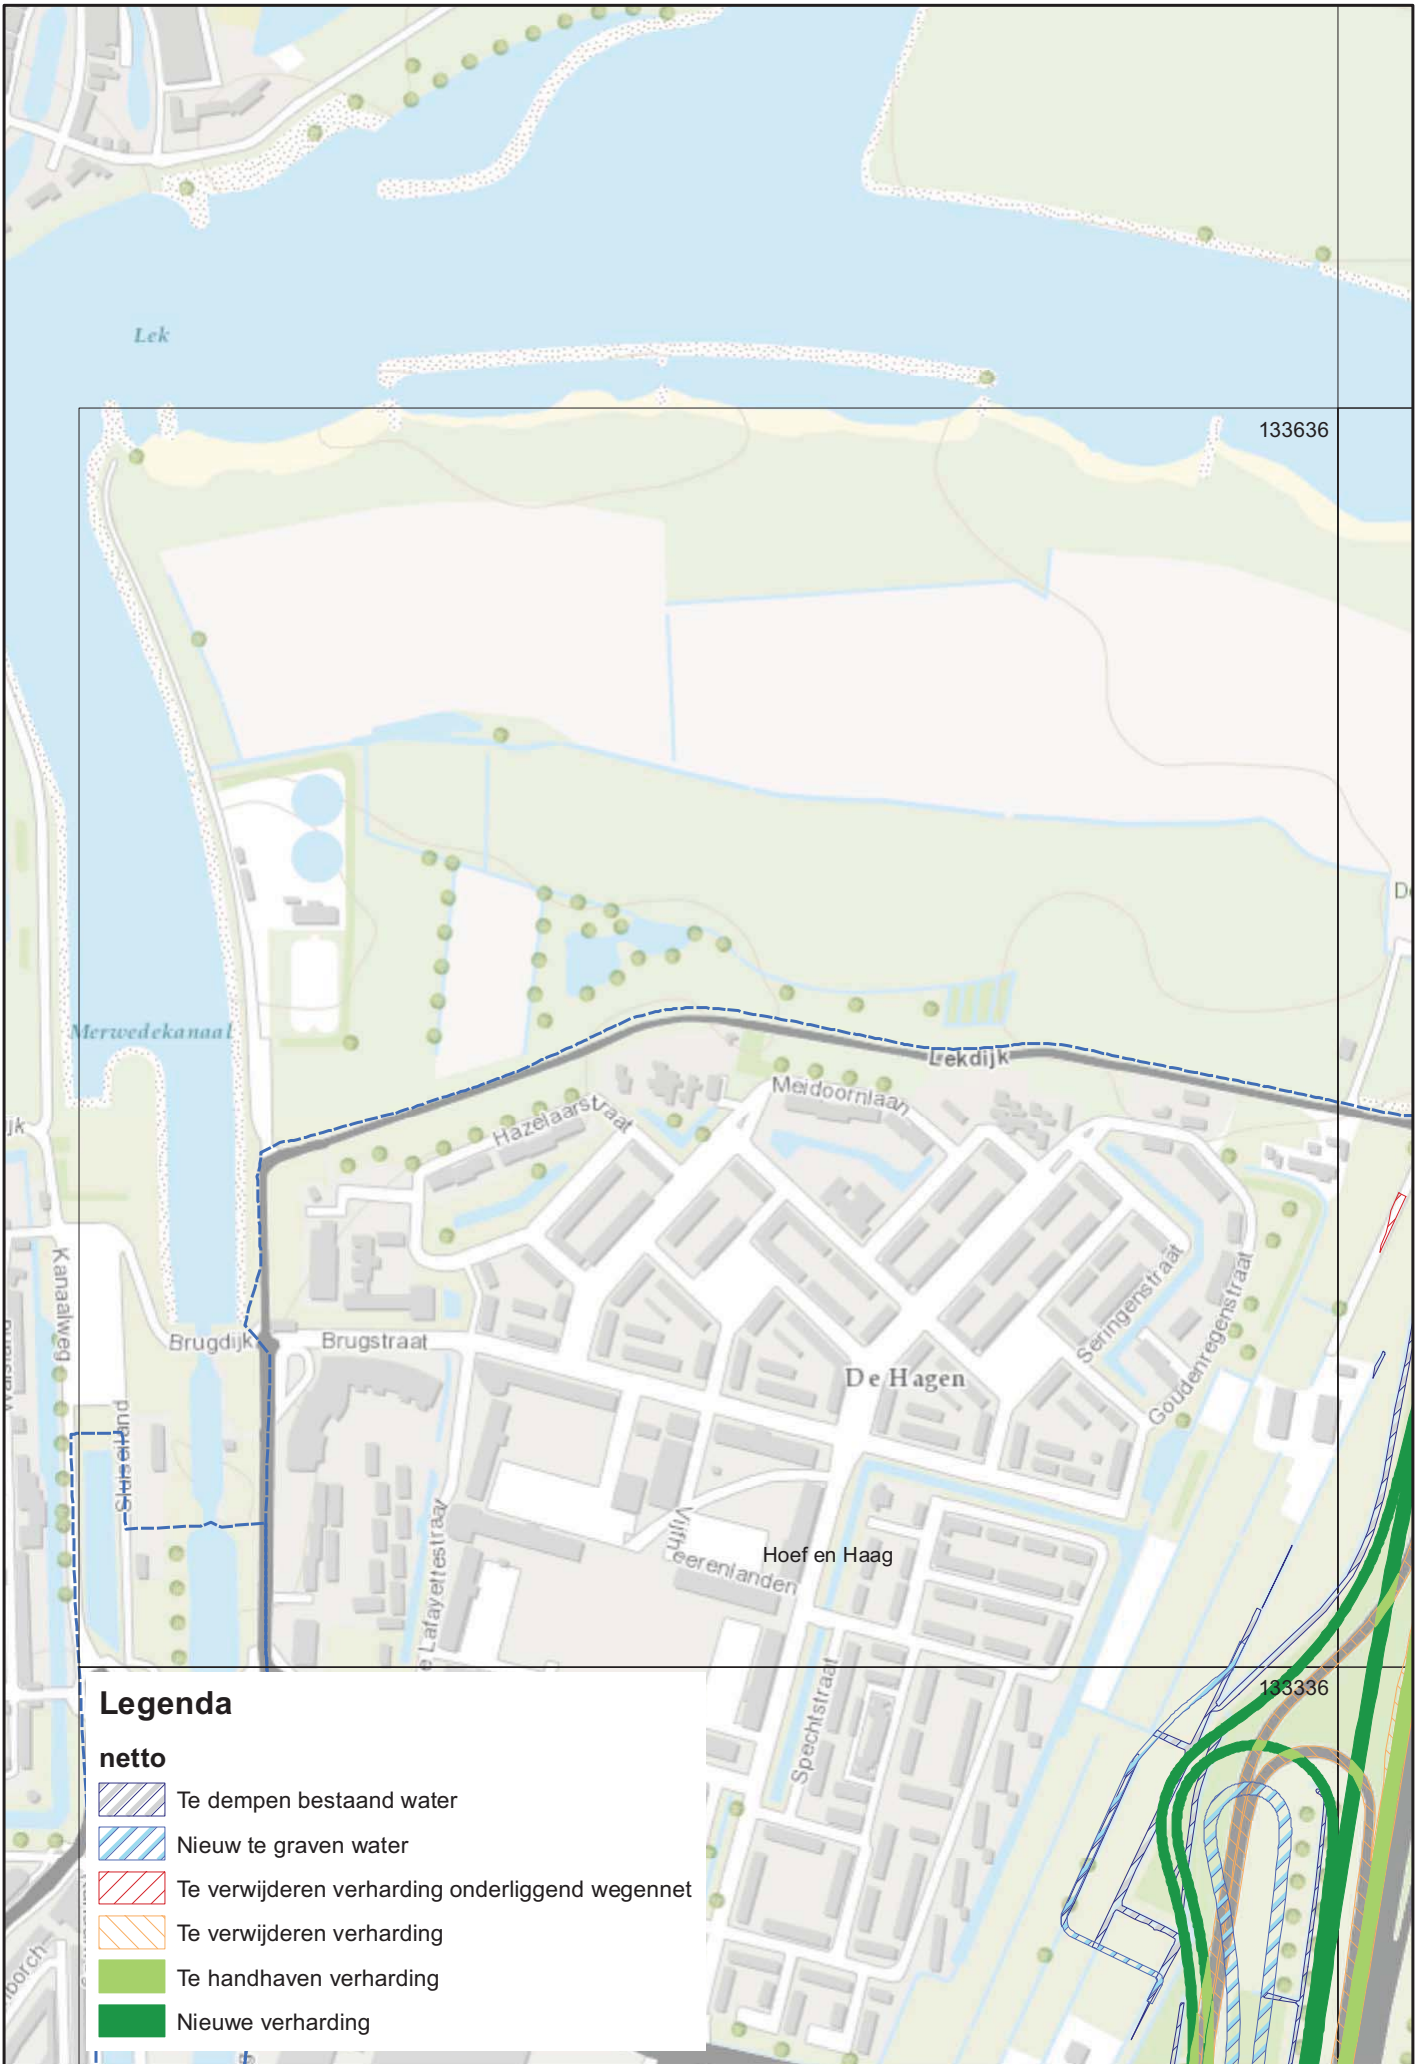 Lek
133636
Merwedekanaal
Lekdijk
Meidoornlaan
Hazelaarstraat
Kanaalweg
Seringenstraat
Goudenregenstraat
Brugdijk
Brugstraat
De Hagen
Sluiseiland
Vijfheerenlanden
Hoef en Haag
e Lafayettestraat
Spechtstraat
133336
Legenda
netto
Te dempen bestaand water
Nieuw te graven water
Te verwijderen verharding onderliggend wegennet
Te verwijderen verharding
Te handhaven verharding
Nieuwe verharding